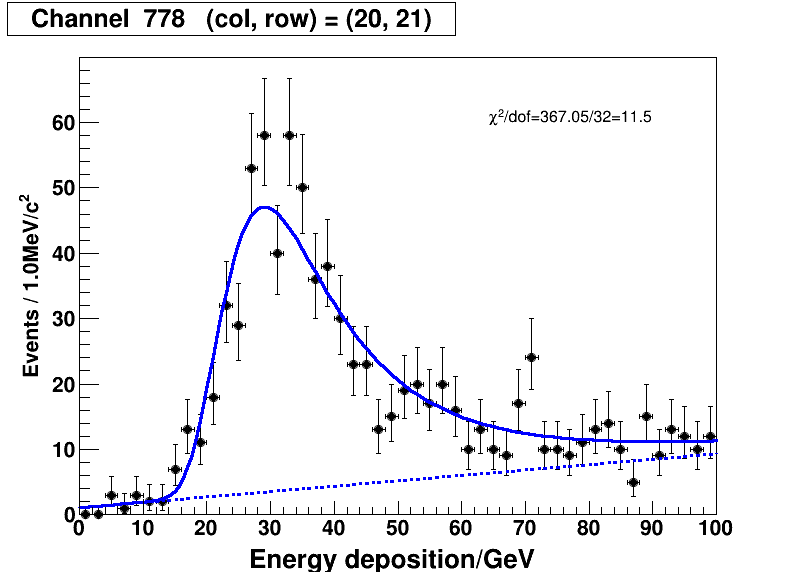 Channel 778 (col, row) = (20, 21)
χ²/dof=367.05/32=11.5
Events / 1.0MeV/c²
60
50
40
30
20
10
0
0 10 20 30 40 50 60 70 80 90 100
Energy deposition/GeV